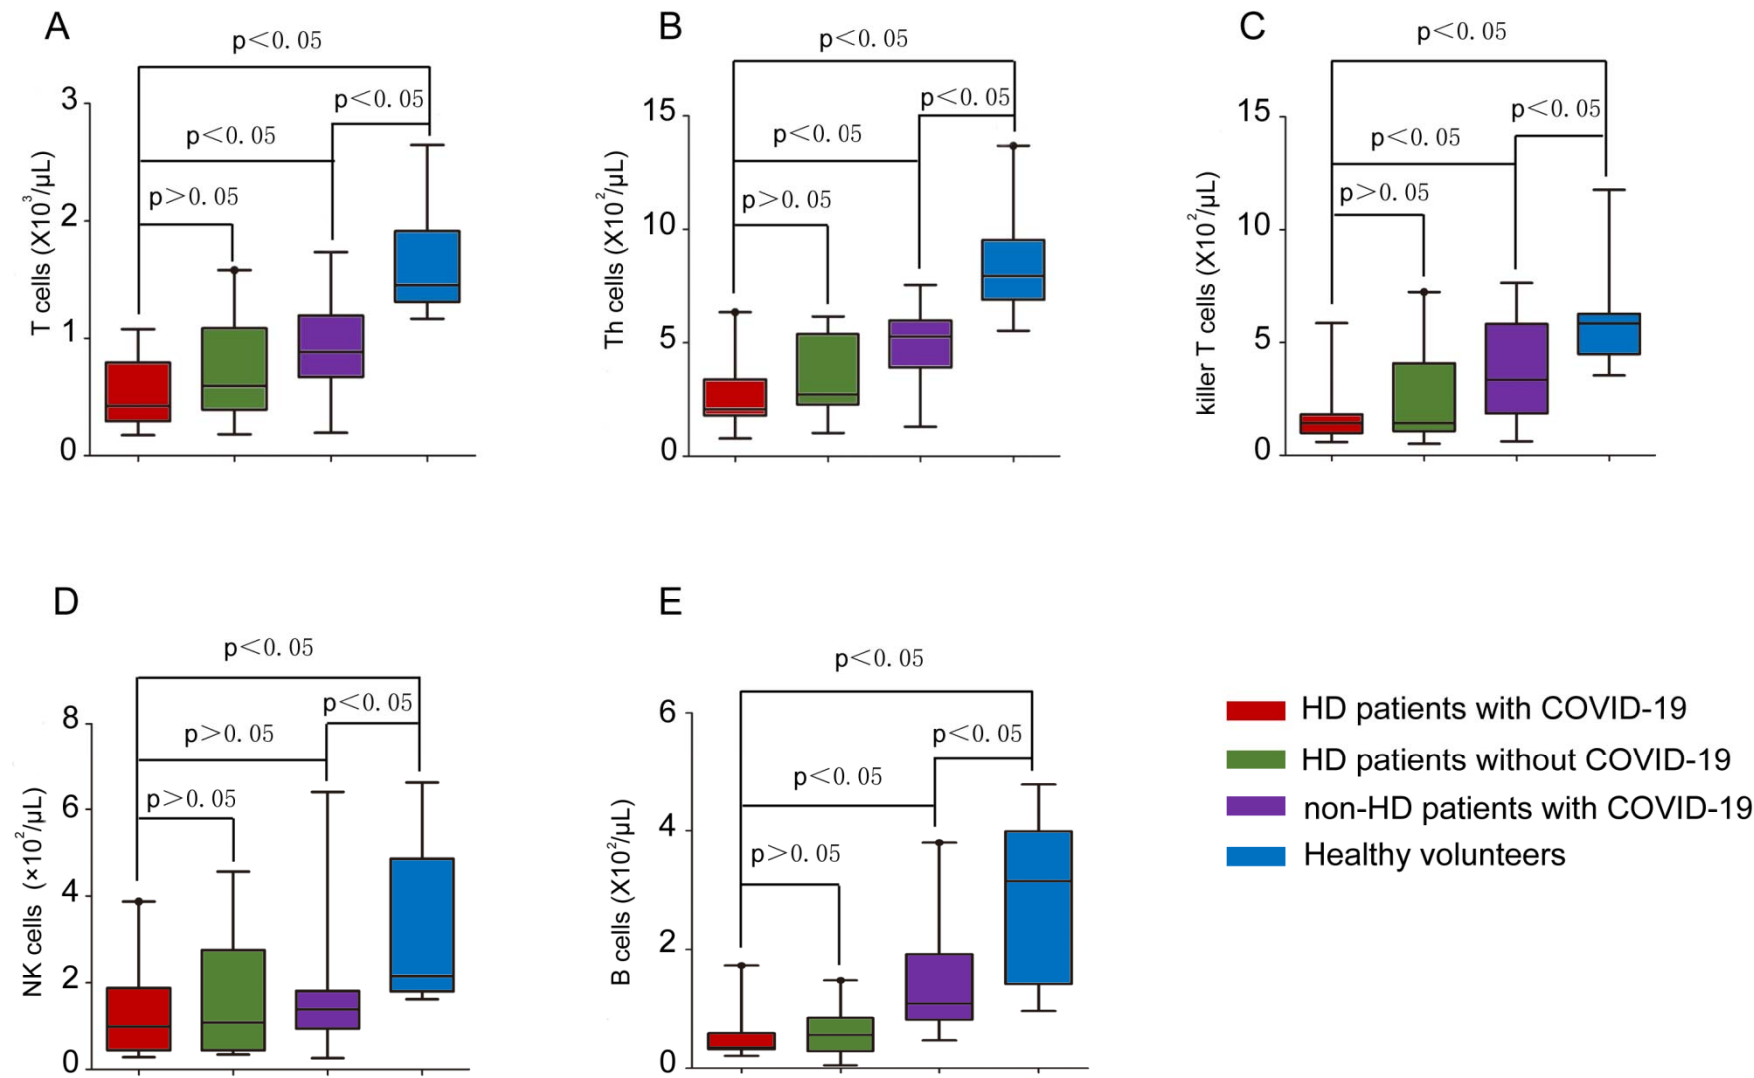 A
p<0.05
p<0.05
p<0.05
p>0.05
T cells (X10³/μL)
3
2
1
0
B
p<0.05
p<0.05
p<0.05
p>0.05
Th cells (X10²/μL)
15
10
5
0
C
p<0.05
p<0.05
p<0.05
p>0.05
killer T cells (X10²/μL)
15
10
5
0
D
p<0.05
p<0.05
p>0.05
p>0.05
NK cells (×10²/μL)
8
6
4
2
0
E
p<0.05
p<0.05
p<0.05
p>0.05
B cells (X10²/μL)
6
4
2
0
HD patients with COVID-19
HD patients without COVID-19
non-HD patients with COVID-19
Healthy volunteers